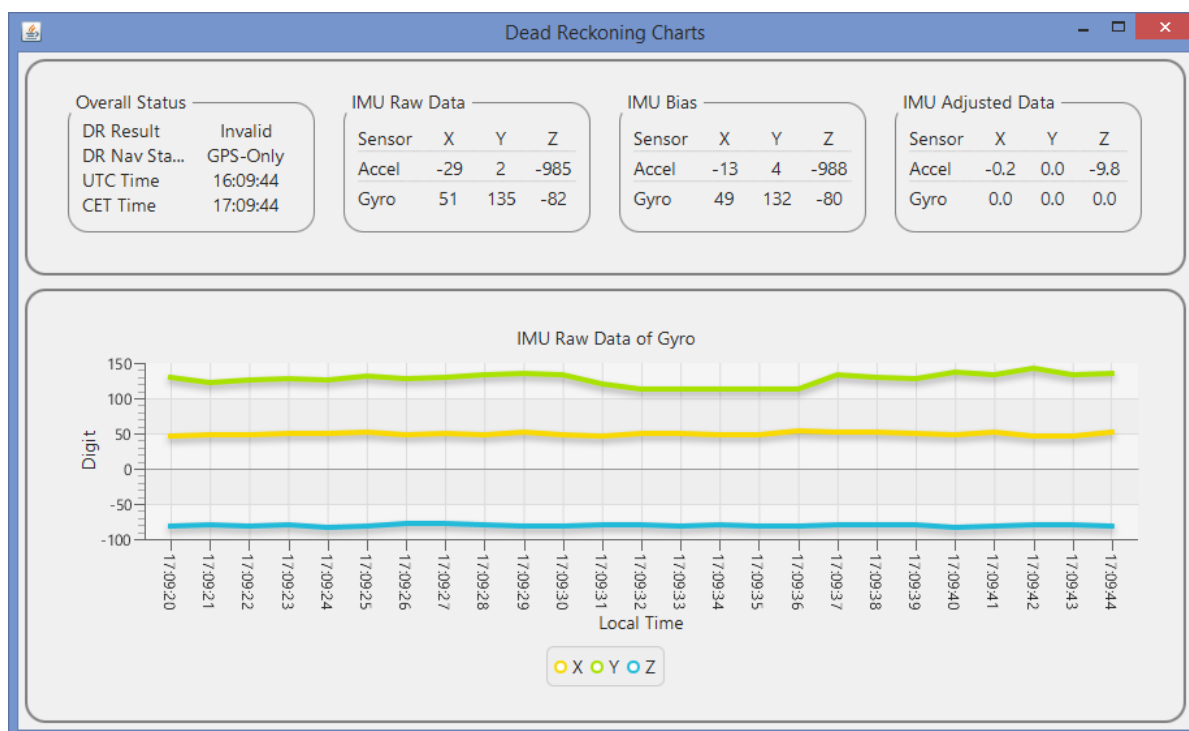 Dead Reckoning Charts
Overall Status
DR Result Invalid
DR Nav Sta... GPS-Only
UTC Time 16:09:44
CET Time 17:09:44
IMU Raw Data
Sensor X Y Z
Accel -29 2 -985
Gyro 51 135 -82
IMU Bias
Sensor X Y Z
Accel -13 4 -988
Gyro 49 132 -80
IMU Adjusted Data
Sensor X Y Z
Accel -0.2 0.0 -9.8
Gyro 0.0 0.0 0.0
IMU Raw Data of Gyro
Digit
150
100
50
0
-50
-100
17:09:20
17:09:21
17:09:22
17:09:23
17:09:24
17:09:25
17:09:26
17:09:27
17:09:28
17:09:29
17:09:30
17:09:31
17:09:32
17:09:33
17:09:34
17:09:35
17:09:36
17:09:37
17:09:38
17:09:39
17:09:40
17:09:41
17:09:42
17:09:43
17:09:44
Local Time
X Y Z